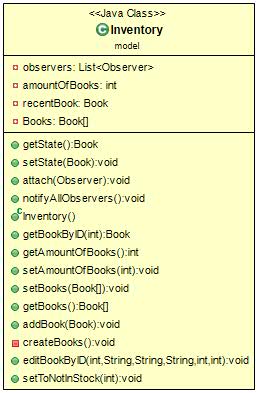 <<Java Class>>
Inventory
model
observers: List<Observer>
amountOfBooks: int
recentBook: Book
Books: Book[]
getState():Book
setState(Book):void
attach(Observer):void
notifyAllObservers():void
Inventory()
getBookByID(int):Book
getAmountOfBooks():int
setAmountOfBooks(int):void
setBooks(Book[]):void
getBooks():Book[]
addBook(Book):void
createBooks():void
editBookByID(int,String,String,String,int,int):void
setToNotInStock(int):void